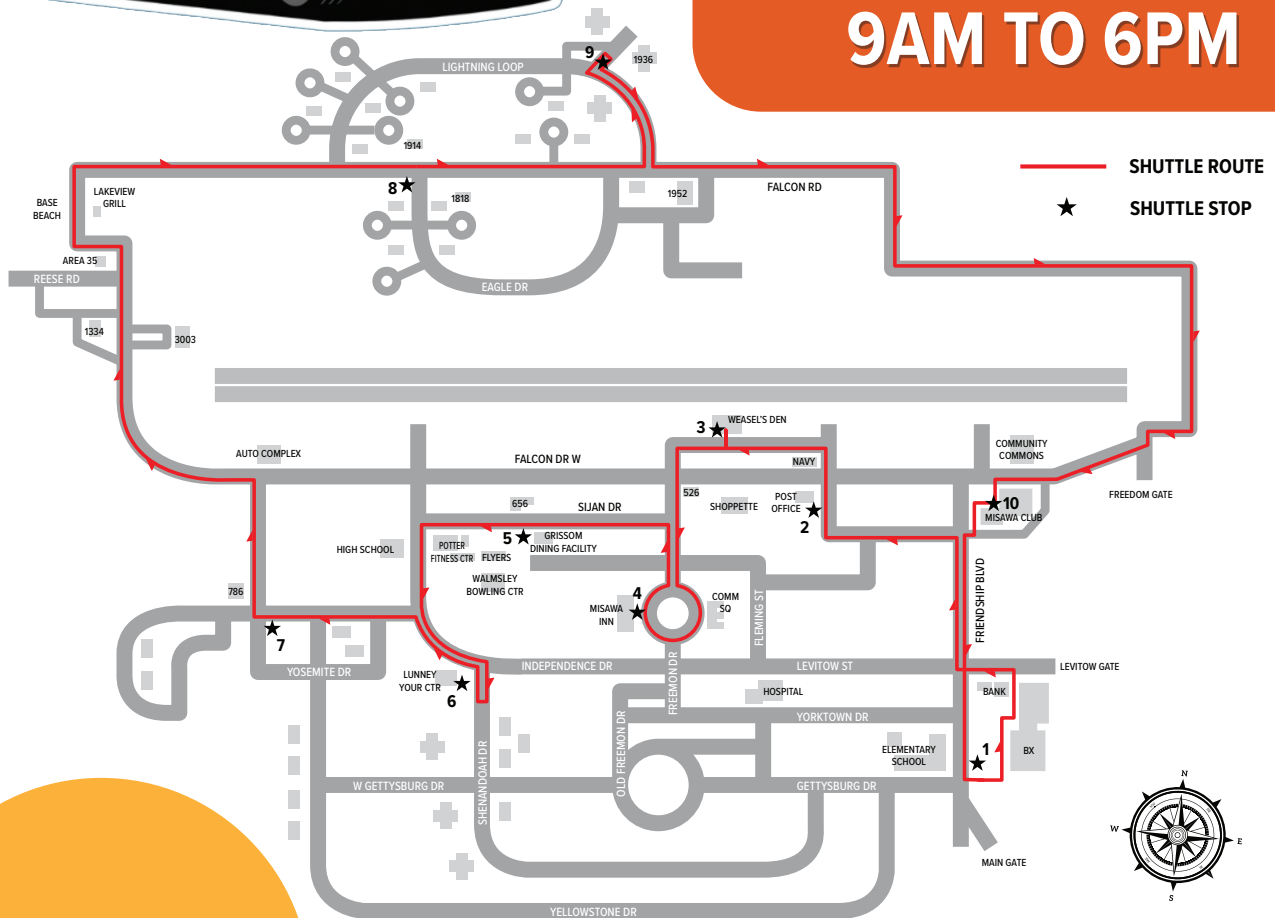 9AM TO 6PM
SHUTTLE ROUTE
SHUTTLE STOP
LIGHTNING LOOP
9
1936
1914
8
1818
1952
FALCON RD
BASE
BEACH
LAKEVIEW
GRILL
AREA 35
REESE RD
EAGLE DR
1334
3003
AUTO COMPLEX
FALCON DR W
3
WEASEL'S DEN
NAVY
COMMUNITY
COMMONS
FREEDOM GATE
656
SIJAN DR
526
SHOPPETTE
POST
OFFICE
2
10
MISAWA CLUB
HIGH SCHOOL
POTTER
FITNESS CTR
FLYERS
5
GRISSOM
DINING FACILITY
WALMSLEY
BOWLING CTR
4
MISAWA
INN
COMM
SQ
FLEMING ST
FRIENDSHIP BLVD
786
7
YOSEMITE DR
INDEPENDENCE DR
LEVITOW ST
LEVITOW GATE
LUNNEY
YOUR CTR
6
FREEMON DR
HOSPITAL
BANK
YORKTOWN DR
OLD FREEMON DR
SHENANDOAH DR
ELEMENTARY
SCHOOL
1
BX
W GETTYSBURG DR
GETTYSBURG DR
MAIN GATE
YELLOWSTONE DR
N
W
E
S